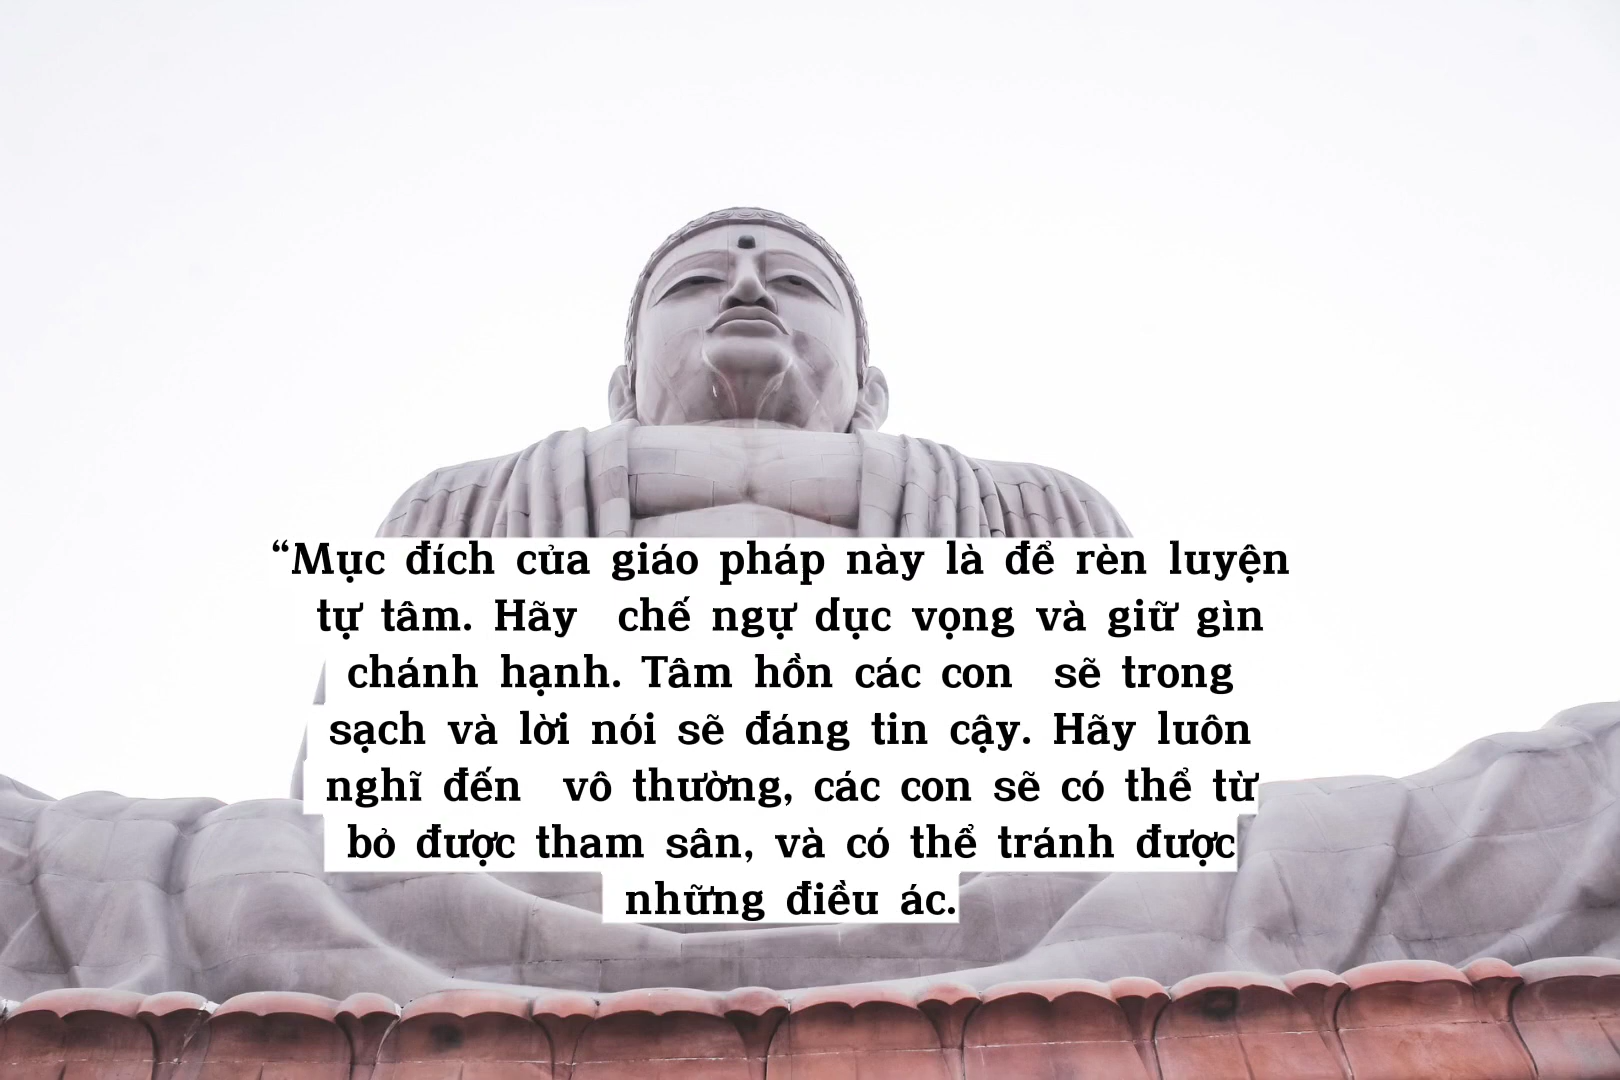 “Mục đích của giáo pháp này là để rèn luyện
tự tâm. Hãy chế ngự dục vọng và giữ gìn
chánh hạnh. Tâm hồn các con sẽ trong
sạch và lời nói sẽ đáng tin cậy. Hãy luôn
nghĩ đến vô thường, các con sẽ có thể từ
bỏ được tham sân, và có thể tránh được
những điều ác.